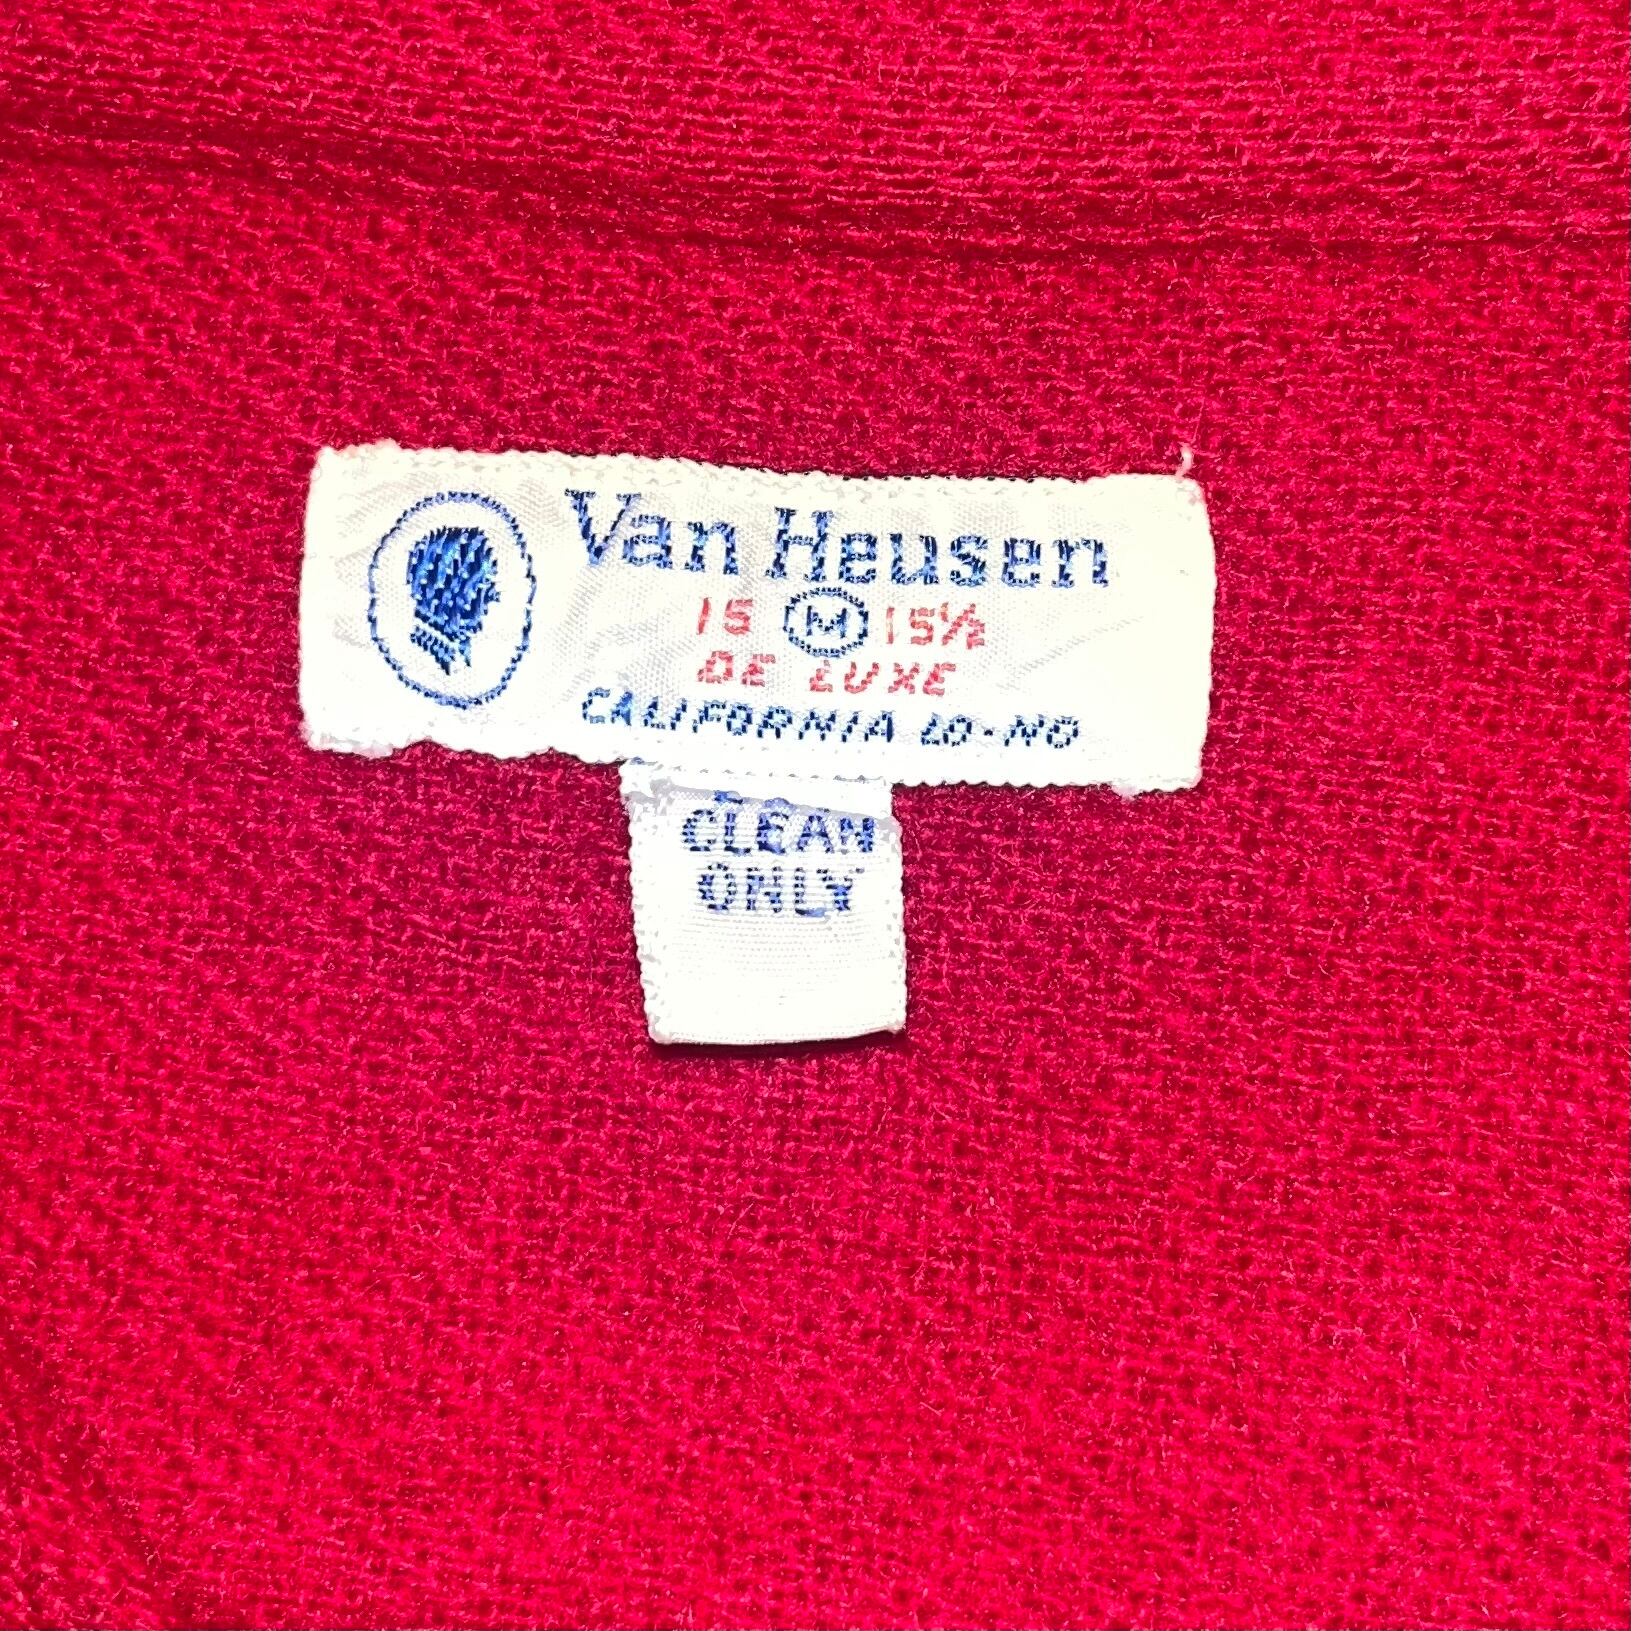 Van Heusen
15 M 15½
DE LUXE
CALIFORNIA LO-NO
CLEAN
ONLY